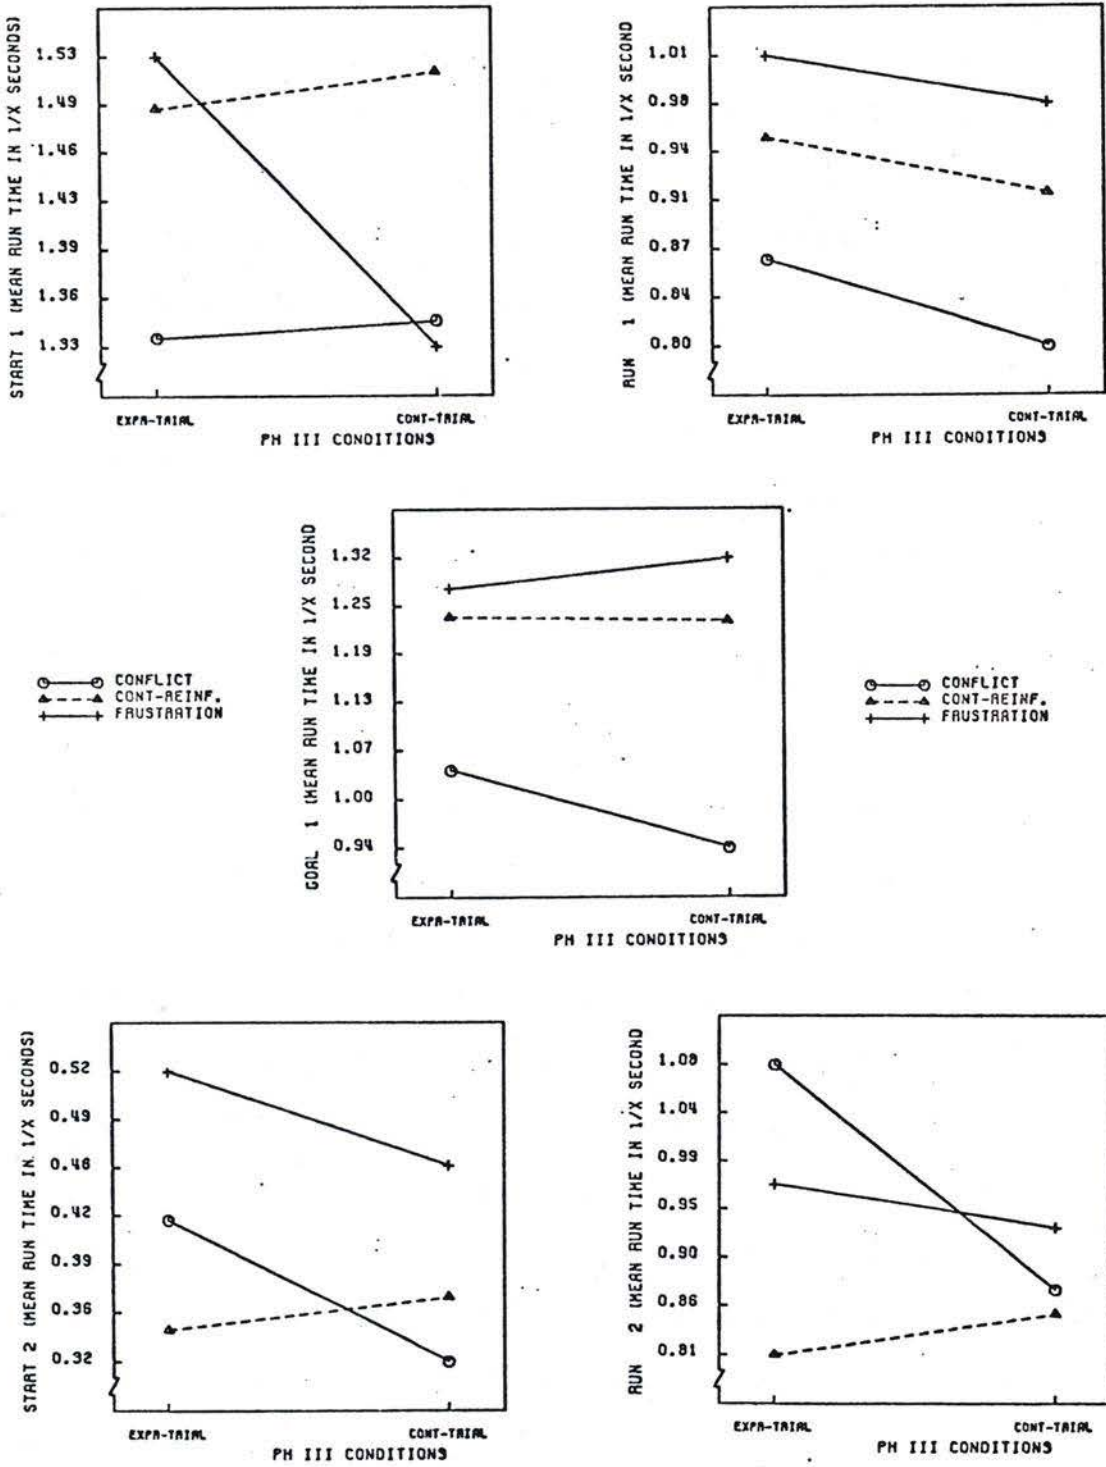 START 1 (MEAN RUN TIME IN 1/X SECONDS)
1.53
1.49
1.46
1.43
1.39
1.36
1.33
EXPR-TRIAL CONT-TRIAL
PH III CONDITIONS
RUN 1 (MEAN RUN TIME IN 1/X SECOND
1.01
0.98
0.94
0.91
0.87
0.84
0.80
EXPR-TRIAL CONT-TRIAL
PH III CONDITIONS
CONFLICT
CONT-REINF.
FRUSTRATION
GOAL 1 (MEAN RUN TIME IN 1/X SECOND
1.32
1.25
1.19
1.13
1.07
1.00
0.94
EXPR-TRIAL CONT-TRIAL
PH III CONDITIONS
CONFLICT
CONT-REINF.
FRUSTRATION
START 2 (MEAN RUN TIME IN 1/X SECONDS)
0.52
0.49
0.46
0.42
0.39
0.36
0.32
EXPR-TRIAL CONT-TRIAL
PH III CONDITIONS
RUN 2 (MEAN RUN TIME IN 1/X SECOND
1.08
1.04
0.99
0.95
0.90
0.86
0.81
EXPR-TRIAL CONT-TRIAL
PH III CONDITIONS